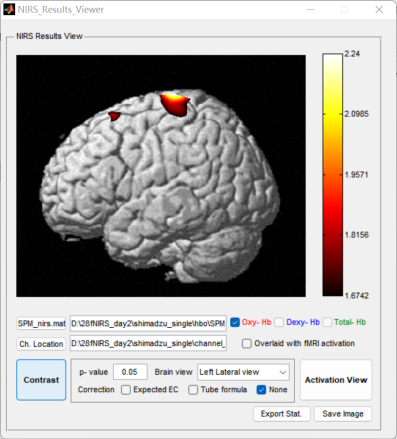 NIRS_Results_Viewer
NIRS Results View
2.24
2.0985
1.9571
1.8156
1.6742
SPM_nirs.mat D:\28fNIRS_day2\shimadzu_single\hbo\SPM Oxy- Hb Dexy- Hb Total- Hb
Ch. Location D:\28fNIRS_day2\shimadzu_single\channel_ Overlaid with fMRI activation
Contrast p- value 0.05 Brain view Left Lateral view Activation View
Correction Expected EC Tube formula None
Export Stat. Save Image